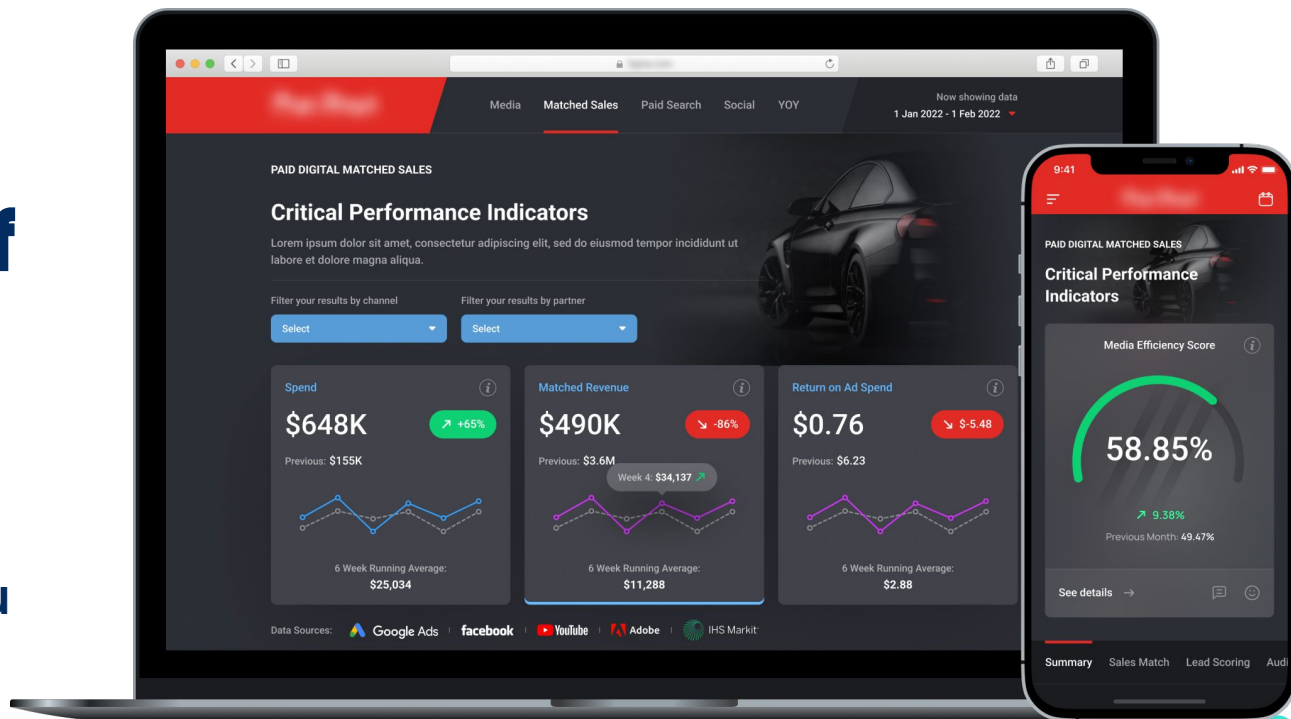 f
u
Media Matched Sales Paid Search Social YOY
Now showing data
1 Jan 2022 - 1 Feb 2022
PAID DIGITAL MATCHED SALES
Critical Performance Indicators
Lorem ipsum dolor sit amet, consectetur adipiscing elit, sed do eiusmod tempor incididunt ut
labore et dolore magna aliqua.
Filter your results by channel
Select
Filter your results by partner
Select
Spend
$648K
+65%
Previous: $155K
6 Week Running Average:
$25,034
Matched Revenue
$490K
-86%
Previous: $3.6M
Week 4: $34,137
6 Week Running Average:
$11,288
Return on Ad Spend
$0.76
$-5.48
Previous: $6.23
6 Week Running Average:
$2.88
Data Sources: Google Ads facebook YouTube Adobe IHS Markit
9:41
PAID DIGITAL MATCHED SALES
Critical Performance
Indicators
Media Efficiency Score
58.85%
9.38%
Previous Month: 49.47%
See details
Summary Sales Match Lead Scoring Audi